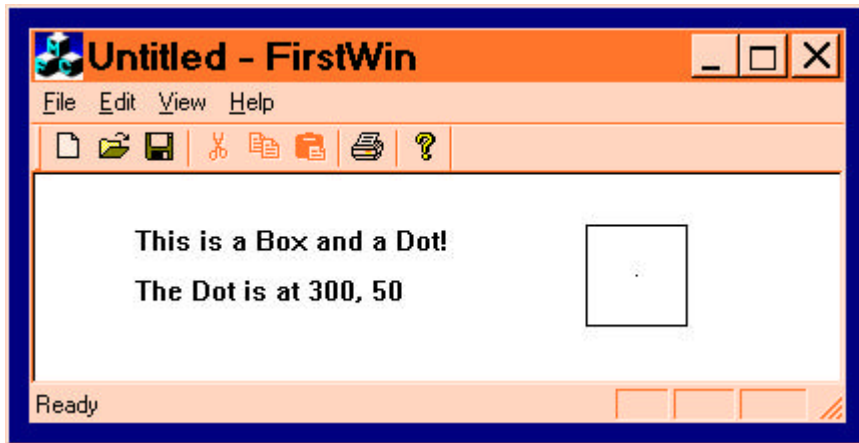 Untitled - FirstWin
File Edit View Help
This is a Box and a Dot!
The Dot is at 300, 50
Ready